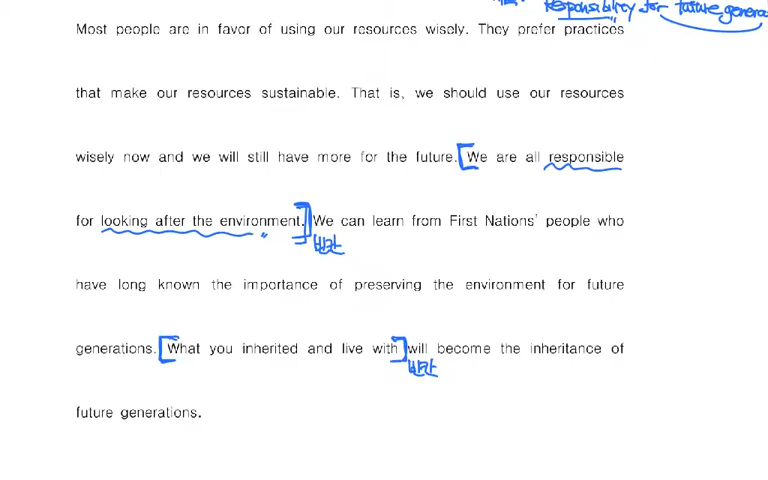 responsibility for future genera
Most people are in favor of using our resources wisely. They prefer practices
that make our resources sustainable. That is, we should use our resources
wisely now and we will still have more for the future. [We are all responsible
for looking after the environment.] We can learn from First Nations' people who
빈칸
have long known the importance of preserving the environment for future
generations. [What you inherited and live with] will become the inheritance of
빈칸
future generations.